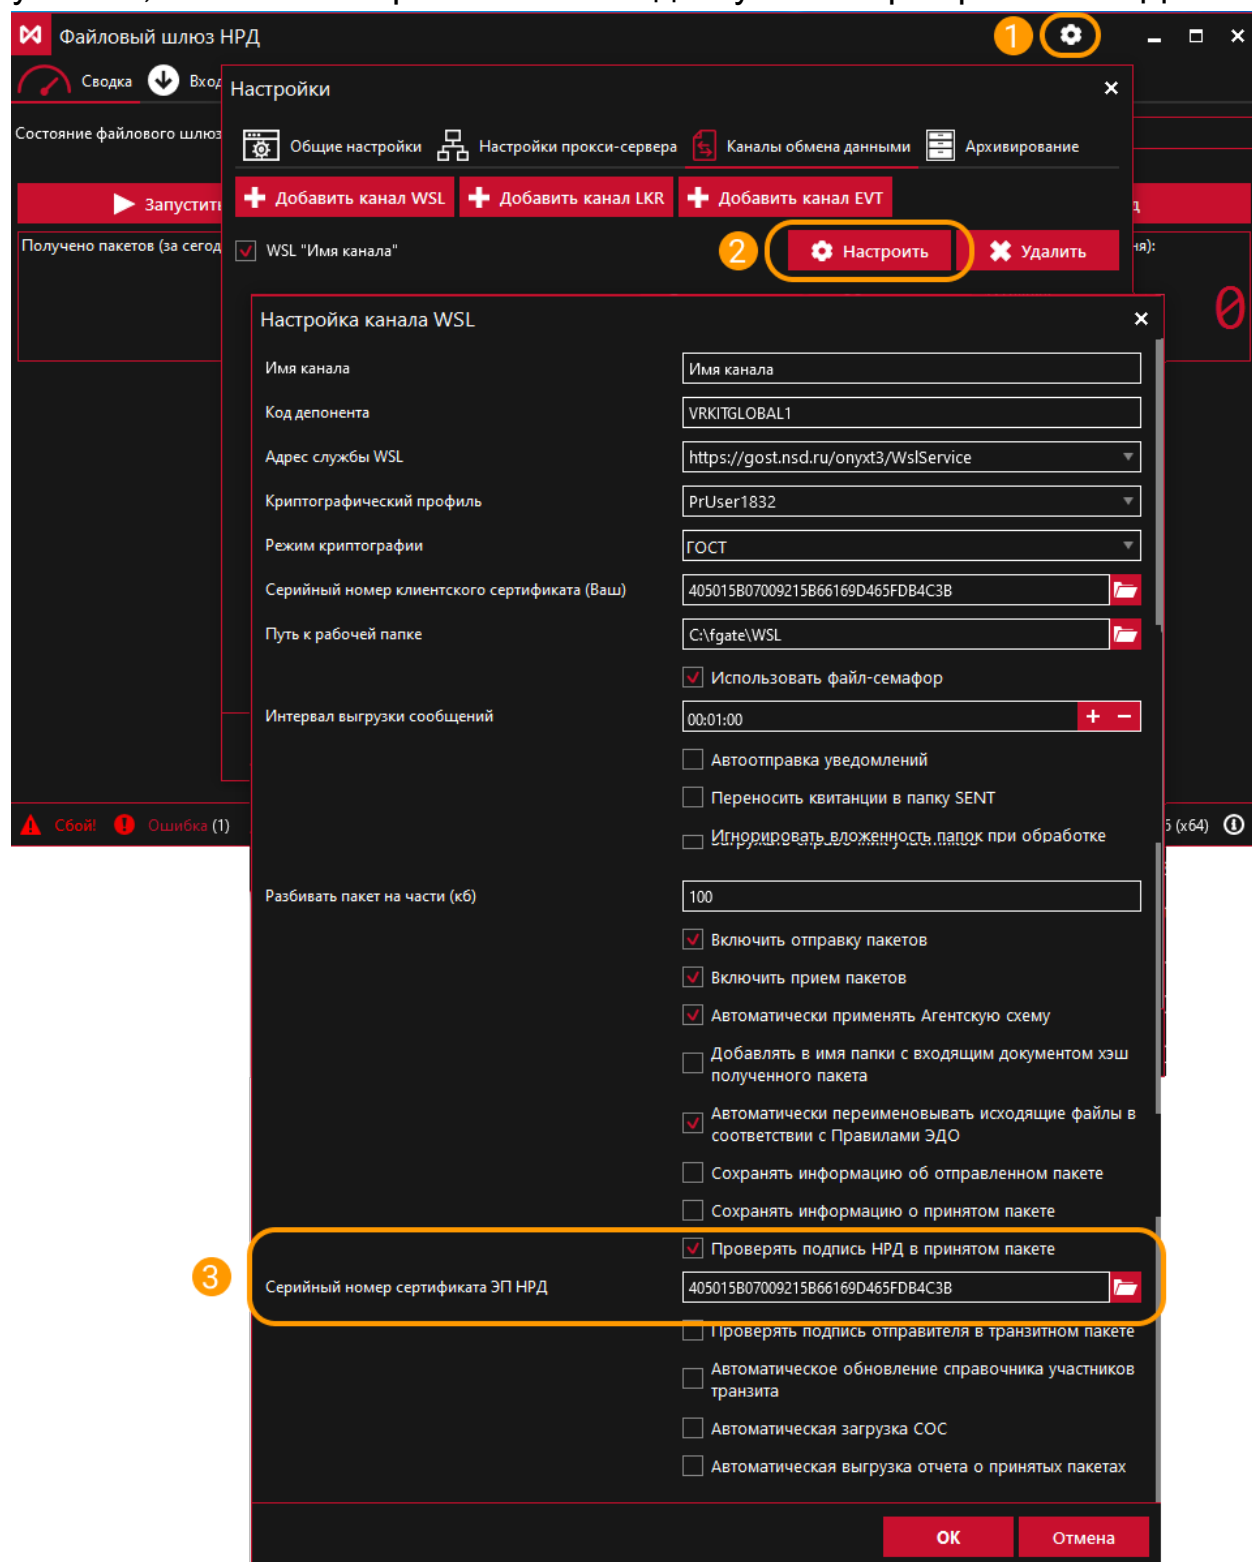 Файловый шлюз НРД
1
Сводка
Вход
Настройки
Состояние файлового шлюз
Общие настройки
Настройки прокси-сервера
Каналы обмена данными
Архивирование
Запустить
Добавить канал WSL
Добавить канал LKR
Добавить канал EVT
д
Получено пакетов (за сегод
WSL "Имя канала"
2
Настроить
Удалить
ня):
0
Настройка канала WSL
Имя канала
Имя канала
Код депонента
VRKITGLOBAL1
Адрес службы WSL
https://gost.nsd.ru/onyxt3/WslService
Криптографический профиль
PrUser1832
Режим криптографии
ГОСТ
Серийный номер клиентского сертификата (Ваш)
405015B07009215B66169D465FDB4C3B
Путь к рабочей папке
C:\fgate\WSL
Использовать файл-семафор
Интервал выгрузки сообщений
00:01:00
Автоотправка уведомлений
Переносить квитанции в папку SENT
Сбой!
Ошибка (1)
Игнорировать вложенность папок при обработке
5 (x64)
Разбивать пакет на части (кб)
100
Включить отправку пакетов
Включить прием пакетов
Автоматически применять Агентскую схему
Добавлять в имя папки с входящим документом хэш
полученного пакета
Автоматически переименовывать исходящие файлы в
соответствии с Правилами ЭДО
Сохранять информацию об отправленном пакете
Сохранять информацию о принятом пакете
Проверять подпись НРД в принятом пакете
3
Серийный номер сертификата ЭП НРД
405015B07009215B66169D465FDB4C3B
Проверять подпись отправителя в транзитном пакете
Автоматическое обновление справочника участников
транзита
Автоматическая загрузка СОС
Автоматическая выгрузка отчета о принятых пакетах
ОК
Отмена